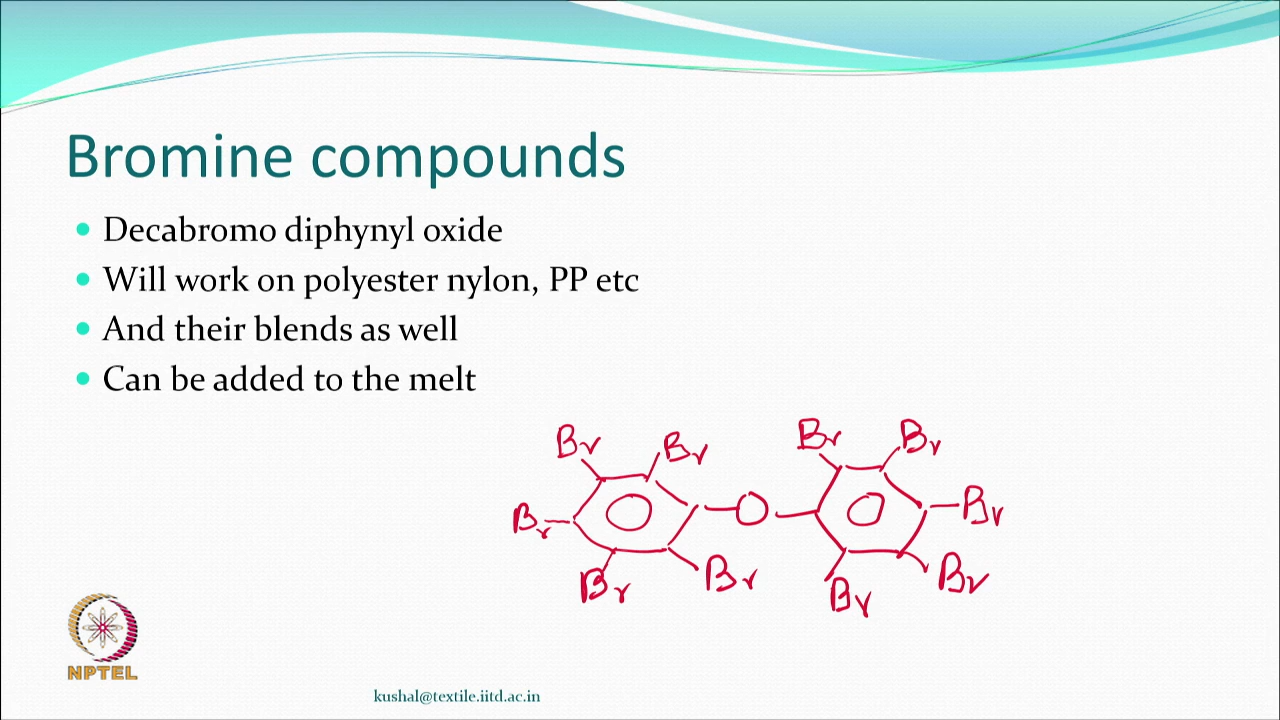 Bromine compounds
Decabromo diphynyl oxide
Will work on polyester nylon, PP etc
And their blends as well
Can be added to the melt
Br Br Br Br
Br O Br
Br Br Br Br
NPTEL
kushal@textile.iitd.ac.in